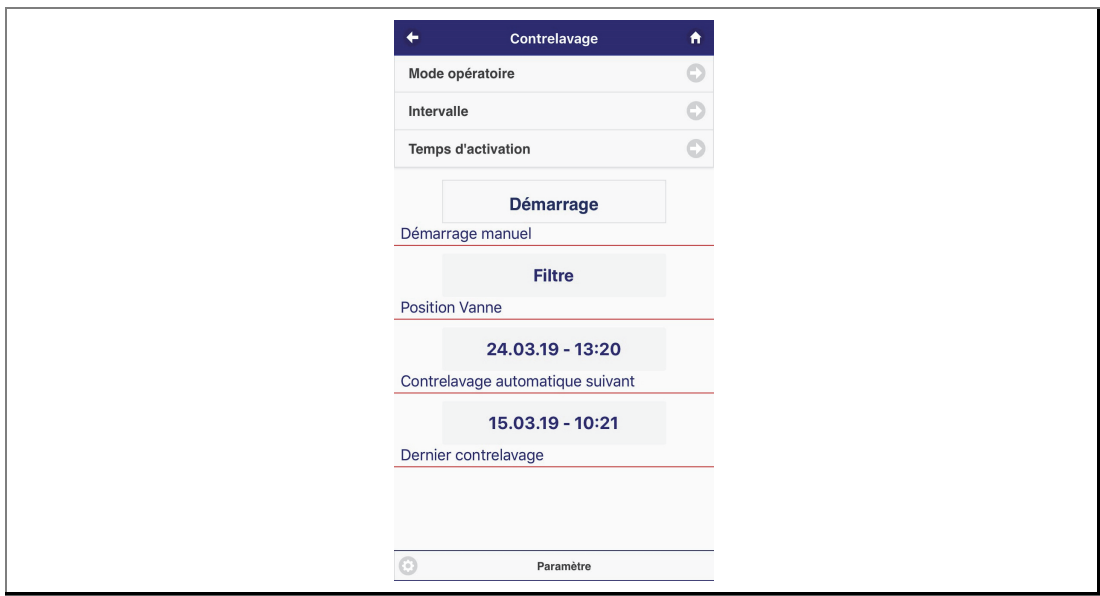 Contrelavage
Mode opératoire
Intervalle
Temps d'activation
Démarrage
Démarrage manuel
Filtre
Position Vanne
24.03.19 - 13:20
Contrelavage automatique suivant
15.03.19 - 10:21
Dernier contrelavage
Paramètre